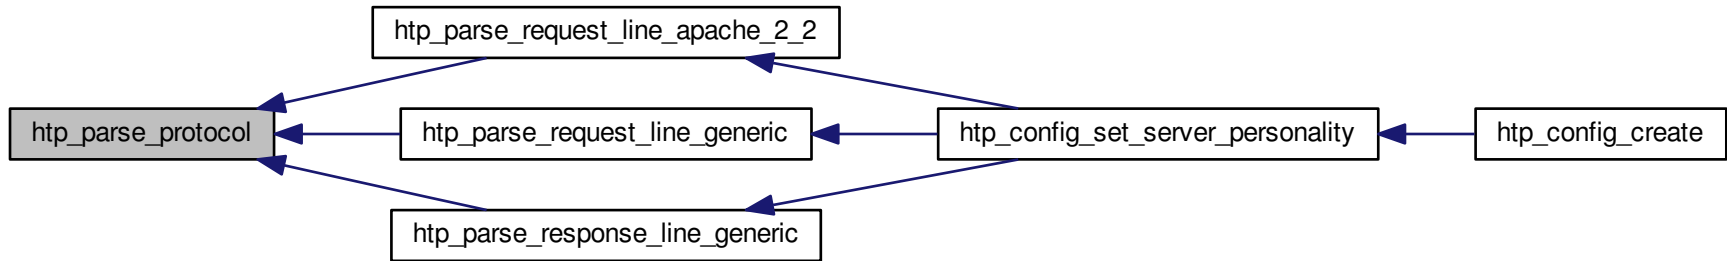 htp_parse_request_line_apache_2_2
htp_parse_protocol
htp_parse_request_line_generic
htp_config_set_server_personality
htp_config_create
htp_parse_response_line_generic